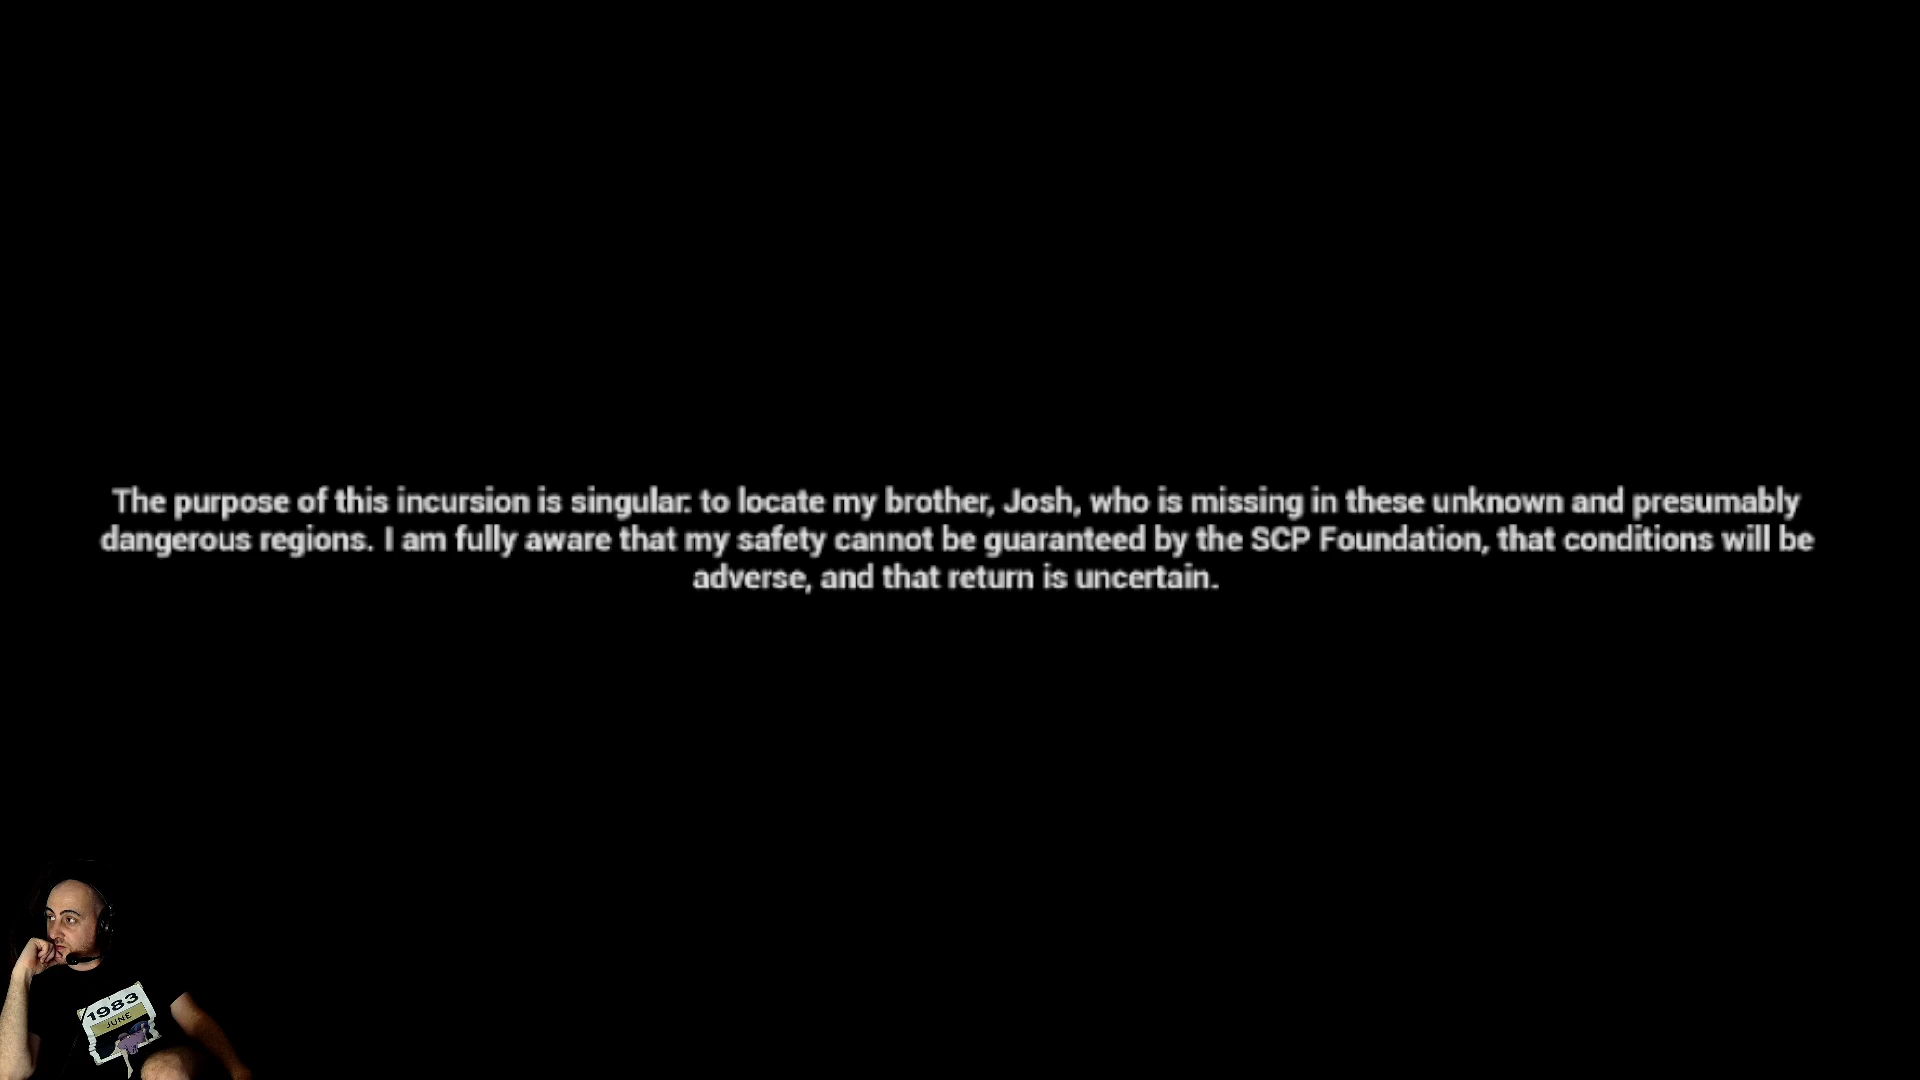 The purpose of this incursion is singular: to locate my brother, Josh, who is missing in these unknown and presumably
dangerous regions. I am fully aware that my safety cannot be guaranteed by the SCP Foundation, that conditions will be
adverse, and that return is uncertain.
1983
JUNE